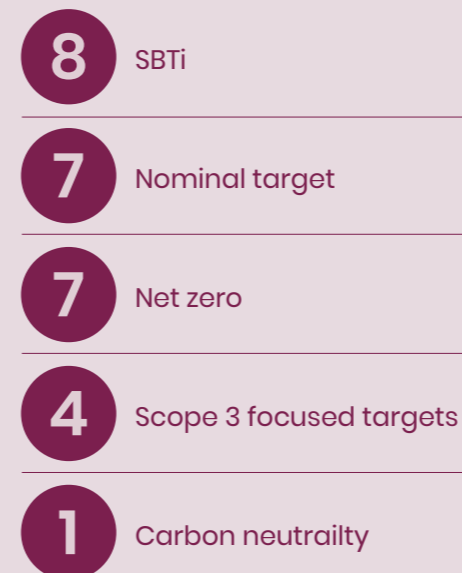 8 SBTi
7 Nominal target
7 Net zero
4 Scope 3 focused targets
1 Carbon neutrailty